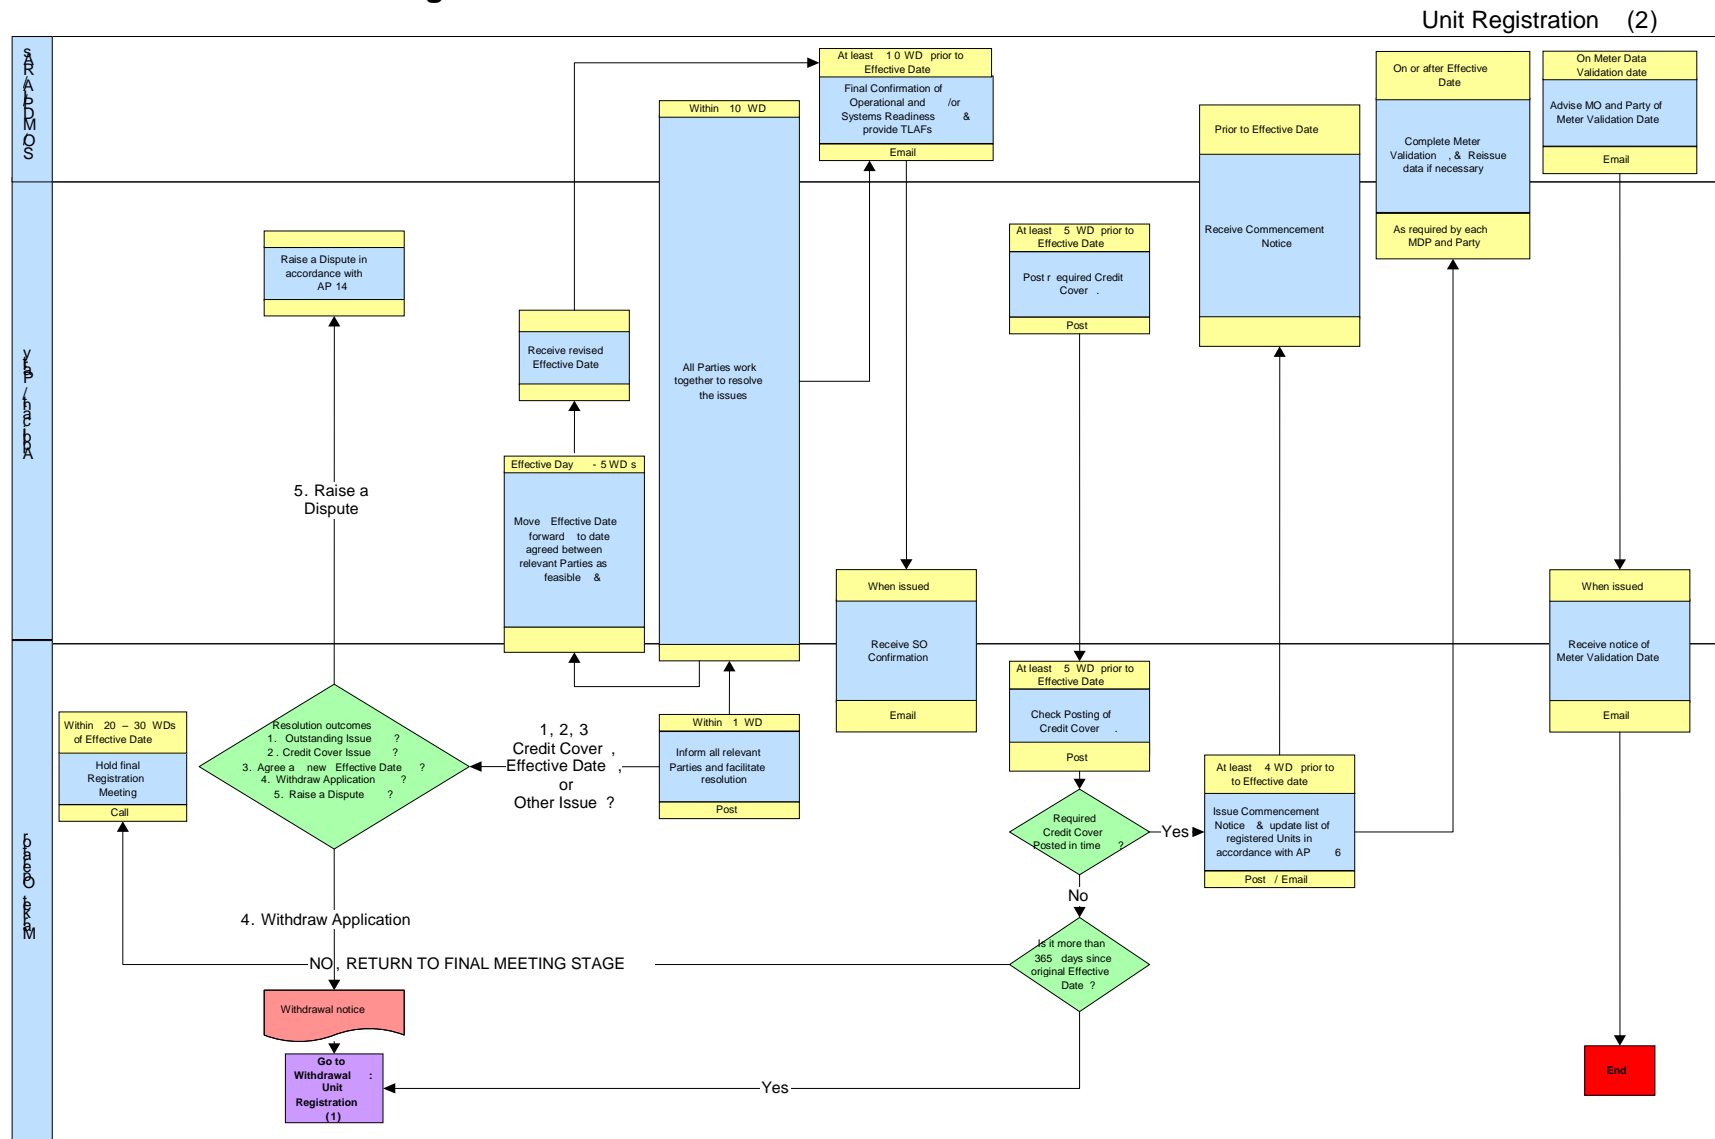 Unit Registration (2)
SO/MDP/ARAs
Applicant/Party
Market Operator
At least 10 WD prior to
Effective Date
Final Confirmation of
Operational and /or
Systems Readiness &
provide TLAFs
Email
Within 10 WD
All Parties work
together to resolve
the issues
On or after Effective
Date
Complete Meter
Validation , & Reissue
data if necessary
As required by each
MDP and Party
On Meter Data
Validation date
Advise MO and Party of
Meter Validation Date
Email
Prior to Effective Date
Receive Commencement
Notice
Raise a Dispute in
accordance with
AP 14
At least 5 WD prior to
Effective Date
Post r equired Credit
Cover .
Post
Receive revised
Effective Date
Effective Day - 5 WD s
Move Effective Date
forward to date
agreed between
relevant Parties as
feasible &
5. Raise a
Dispute
When issued
Receive SO
Confirmation
Email
When issued
Receive notice of
Meter Validation Date
Email
At least 5 WD prior to
Effective Date
Check Posting of
Credit Cover .
Post
Within 20 – 30 WDs
of Effective Date
Hold final
Registration
Meeting
Call
Resolution outcomes
1. Outstanding Issue ?
2. Credit Cover Issue ?
3. Agree a new Effective Date ?
4. Withdraw Application ?
5. Raise a Dispute ?
1, 2, 3
Credit Cover ,
Effective Date ,
or
Other Issue ?
Within 1 WD
Inform all relevant
Parties and facilitate
resolution
Post
Required
Credit Cover
Posted in time ?
Yes
At least 4 WD prior to
to Effective date
Issue Commencement
Notice & update list of
registered Units in
accordance with AP 6
Post / Email
No
4. Withdraw Application
Is it more than
365 days since
original Effective
Date ?
NO, RETURN TO FINAL MEETING STAGE
Withdrawal notice
Go to
Withdrawal :
Unit
Registration
(1)
Yes
End